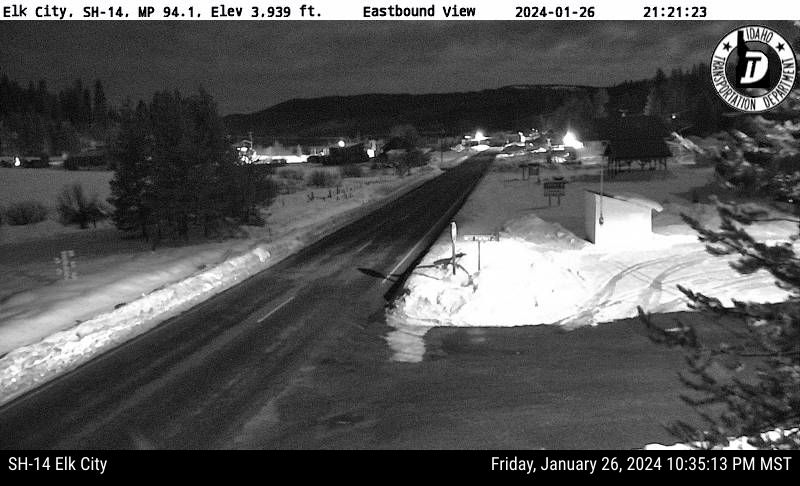 Elk City, SH-14, MP 94.1, Elev 3,939 ft. Eastbound View 2024-01-26 21:21:23
IDAHO
TRANSPORTATION DEPARTMENT
SH-14 Elk City Friday, January 26, 2024 10:35:13 PM MST